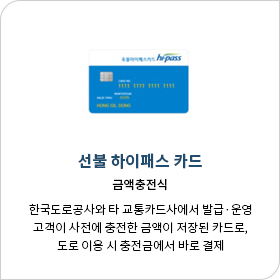 선불하이패스카드 hi-pass
1111 1111 1111 1111
HONG GIL DONG
선불 하이패스 카드
금액충전식
한국도로공사와 타 교통카드사에서 발급·운영
고객이 사전에 충전한 금액이 저장된 카드로,
도로 이용 시 충전금에서 바로 결제